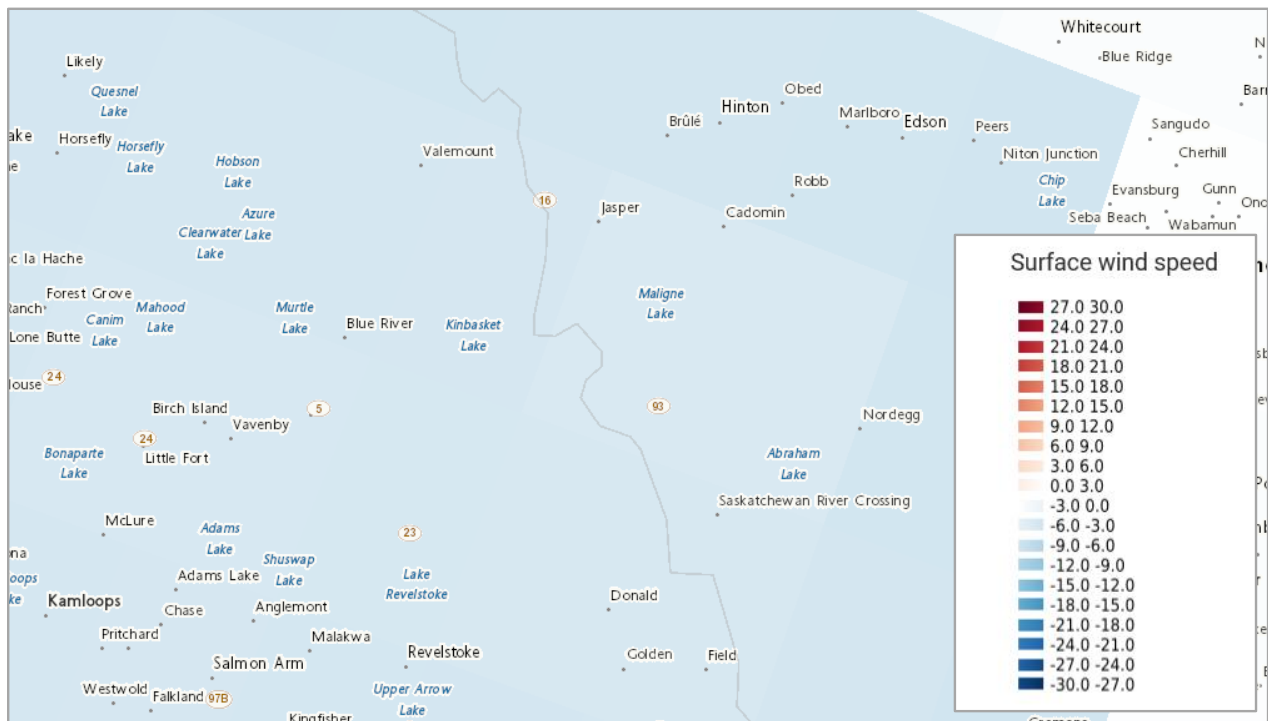 Whitecourt
Blue Ridge
N
Likely
Quesnel
Lake
Obed
Barr
Hinton
Marlboro
Edson
Brûlé
Peers
Sangudo
ake
Horsefly
Horsefly
Lake
Valemount
Niton Junction
Cherhill
Hobson
Lake
Robb
Chip
Lake
Evansburg
Gunn
Ono
16
Jasper
Cadomin
Seba Beach
Wabamun
Azure
Lake
Clearwater
Lake
c la Hache
Surface wind speed
Forest Grove
Ranch
Mahood
Lake
Murtle
Lake
Maligne
Lake
Canim
Lake
Blue River
Kinbasket
Lake
Lone Butte
24
House
Birch Island
5
93
Vavenby
Nordegg
24
Little Fort
Bonaparte
Lake
Abraham
Lake
Saskatchewan River Crossing
McLure
Adams
Lake
23
Shuswap
Lake
oops
ke
Adams Lake
Lake
Revelstoke
Kamloops
Chase
Anglemont
Donald
Pritchard
Malakwa
Salmon Arm
Revelstoke
Golden
Field
Westwold
Falkland
97B
Upper Arrow
Lake
Kingfisher
27.0 30.0
24.0 27.0
21.0 24.0
18.0 21.0
15.0 18.0
12.0 15.0
9.0 12.0
6.0 9.0
3.0 6.0
0.0 3.0
-3.0 0.0
-6.0 -3.0
-9.0 -6.0
-12.0 -9.0
-15.0 -12.0
-18.0 -15.0
-21.0 -18.0
-24.0 -21.0
-27.0 -24.0
-30.0 -27.0